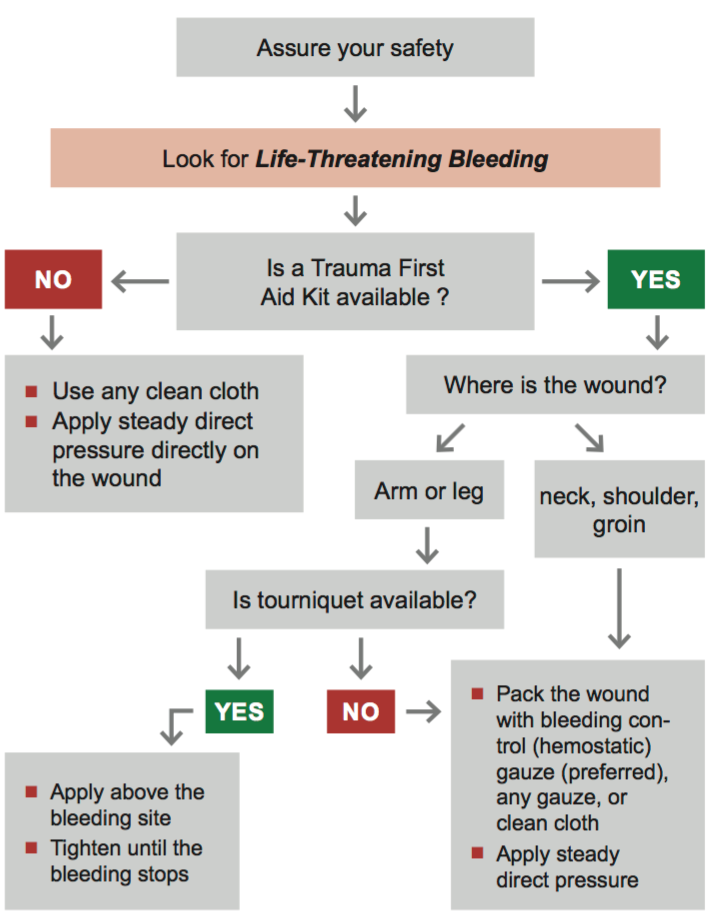 Assure your safety
Look for Life-Threatening Bleeding
Is a Trauma First
Aid Kit available ?
NO
YES
Use any clean cloth
Apply steady direct
pressure directly on
the wound
Where is the wound?
Arm or leg
neck, shoulder,
groin
Is tourniquet available?
YES
NO
Apply above the
bleeding site
Tighten until the
bleeding stops
Pack the wound
with bleeding con-
trol (hemostatic)
gauze (preferred),
any gauze, or
clean cloth
Apply steady
direct pressure